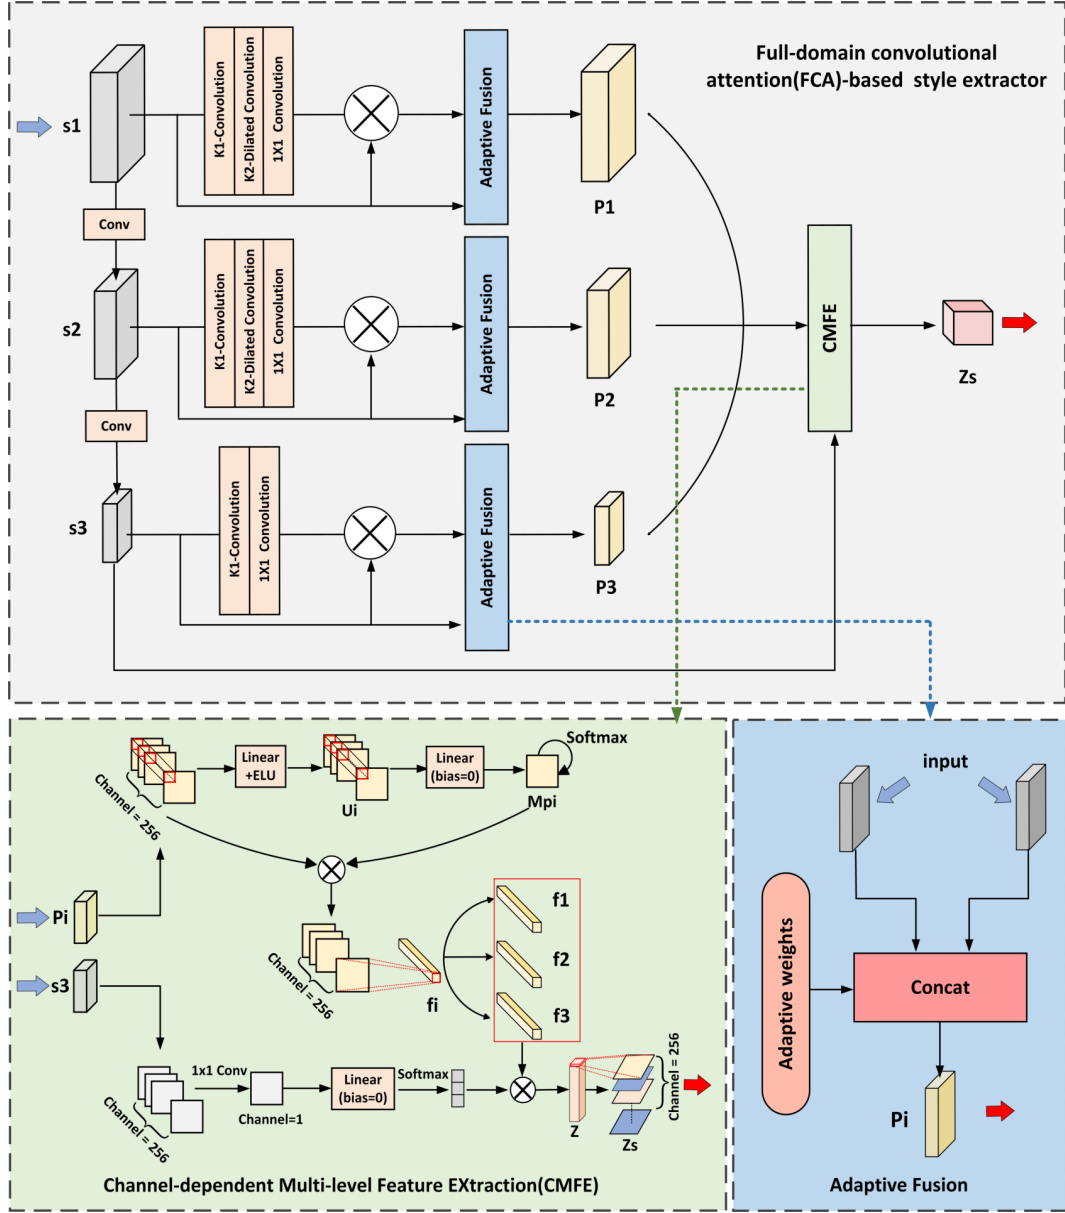 Full-domain convolutional
attention(FCA)-based style extractor
s1
K1-Convolution
K2-Dilated Convolution
1X1 Convolution
Adaptive Fusion
P1
Conv
s2
K1-Convolution
K2-Dilated Convolution
1X1 Convolution
Adaptive Fusion
P2
CMFE
Zs
Conv
s3
K1-Convolution
1X1 Convolution
Adaptive Fusion
P3
Channel = 256
Linear
+ELU
Ui
Linear
(bias=0)
Softmax
Mpi
Pi
s3
Channel = 256
fi
f1
f2
f3
Channel = 256
1x1 Conv
Channel=1
Linear
(bias=0)
Softmax
Z
Zs
Channel = 256
Channel-dependent Multi-level Feature EXtraction(CMFE)
input
Adaptive weights
Concat
Pi
Adaptive Fusion